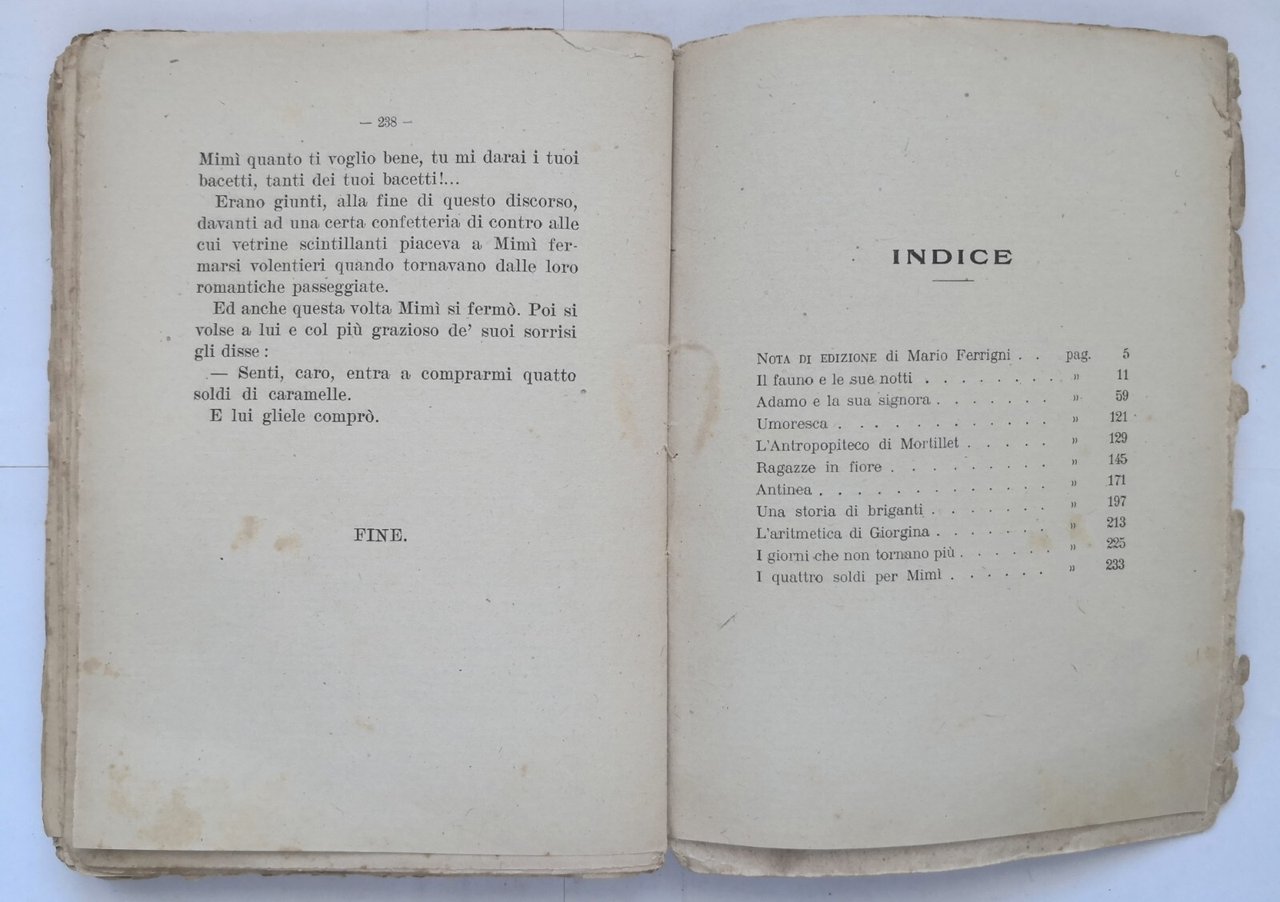 — 238 —
Mimì quanto ti voglio bene, tu mi darai i tuoi
bacetti, tanti dei tuoi bacetti!...
Erano giunti, alla fine di questo discorso,
davanti ad una certa confetteria di contro alle
cui vetrine scintillanti piaceva a Mimì fer-
marsi volentieri quando tornavano dalle loro
romantiche passeggiate.
Ed anche questa volta Mimì si fermò. Poi si
volse a lui e col più grazioso de' suoi sorrisi
gli disse:
— Senti, caro, entra a comprarmi quatto
soldi di caramelle.
E lui gliele comprò.
FINE.
INDICE
NOTA DI EDIZIONE di Mario Ferrigni . . pag. 5
Il fauno e le sue notti . . . . . . . . » 11
Adamo e la sua signora . . . . . . . » 59
Umoresca . . . . . . . . . . . . » 121
L'Antropopiteco di Mortillet . . . . . » 129
Ragazze in fiore . . . . . . . . . » 145
Antinea . . . . . . . . . . . . . » 171
Una storia di briganti . . . . . . . » 197
L'aritmetica di Giorgina . . . . . . . » 213
I giorni che non tornano più . . . . . . » 225
I quattro soldi per Mimì . . . . . . » 233